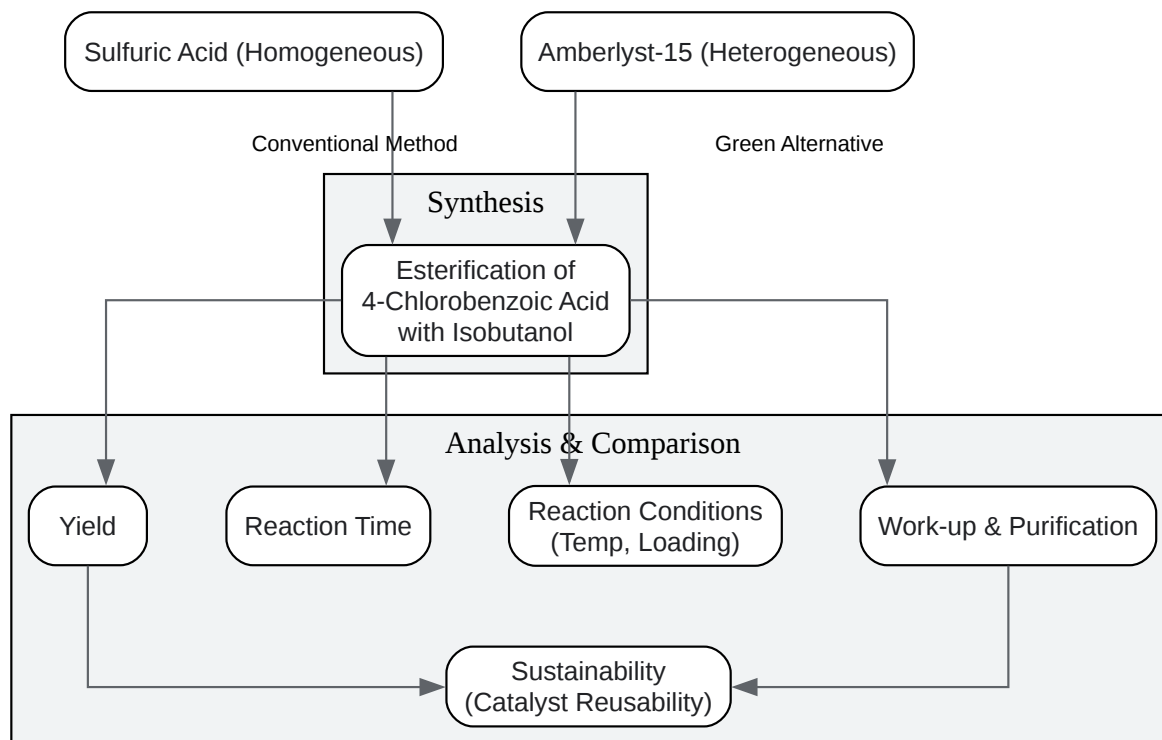 Sulfuric Acid (Homogeneous)
Amberlyst-15 (Heterogeneous)
Conventional Method
Green Alternative
Synthesis
Esterification of
4-Chlorobenzoic Acid
with Isobutanol
Analysis & Comparison
Yield
Reaction Time
Reaction Conditions
(Temp, Loading)
Work-up & Purification
Sustainability
(Catalyst Reusability)